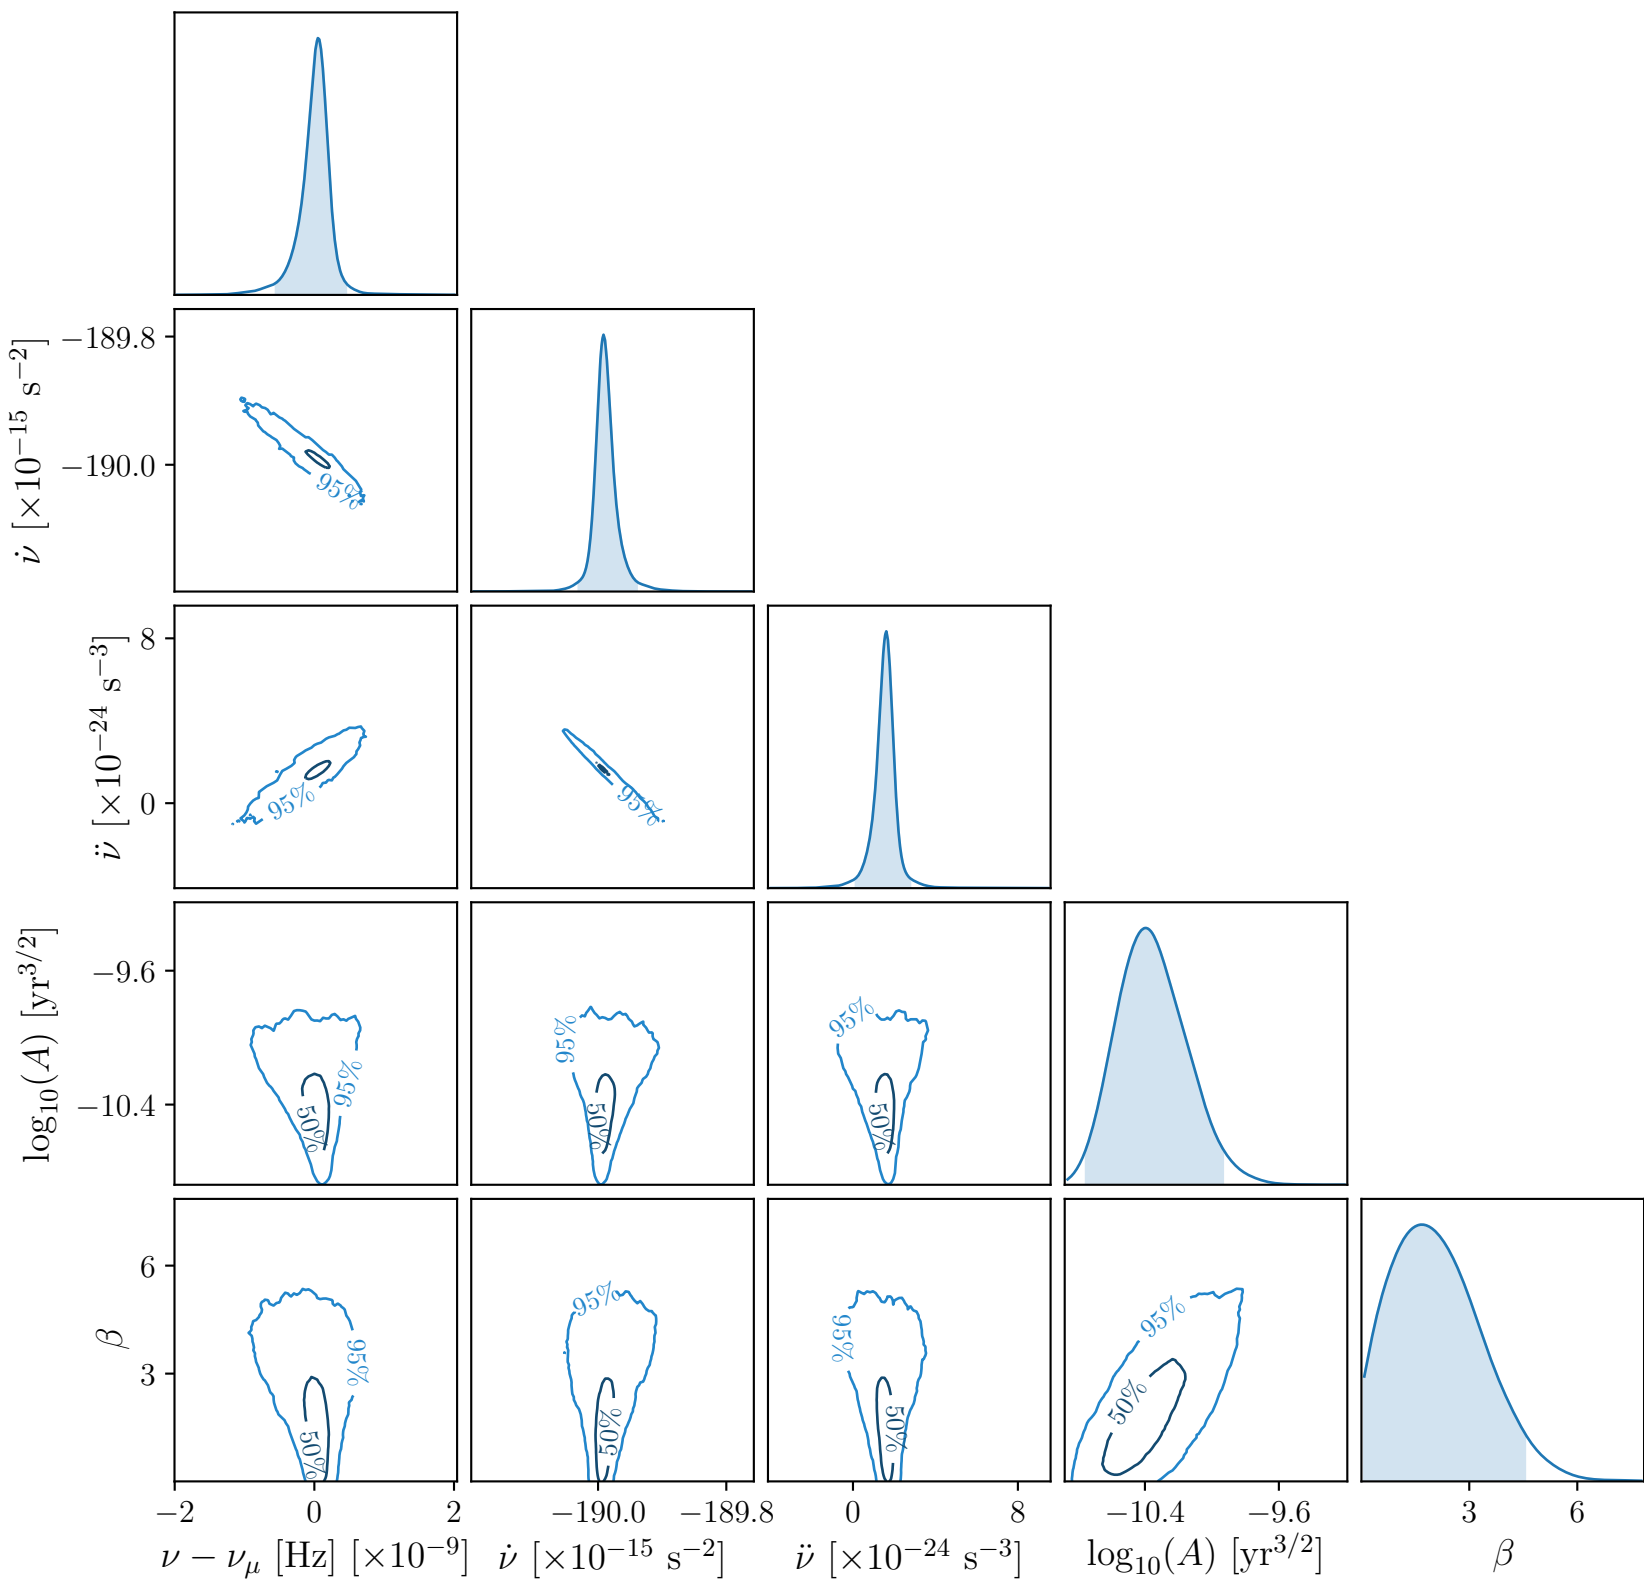 −189.8
−190.0
ν̇ [×10⁻¹⁵ s⁻²]
95%
8
0
ν̈ [×10⁻²⁴ s⁻³]
95%
95%
−9.6
−10.4
log₁₀(A) [yr^{3/2}]
95%
50%
95%
50%
95%
50%
6
3
β
95%
50%
95%
50%
95%
50%
95%
50%
−2 0 2
−190.0 −189.8
0 8
−10.4 −9.6
3 6
ν − ν_μ [Hz] [×10⁻⁹]
ν̇ [×10⁻¹⁵ s⁻²]
ν̈ [×10⁻²⁴ s⁻³]
log₁₀(A) [yr^{3/2}]
β